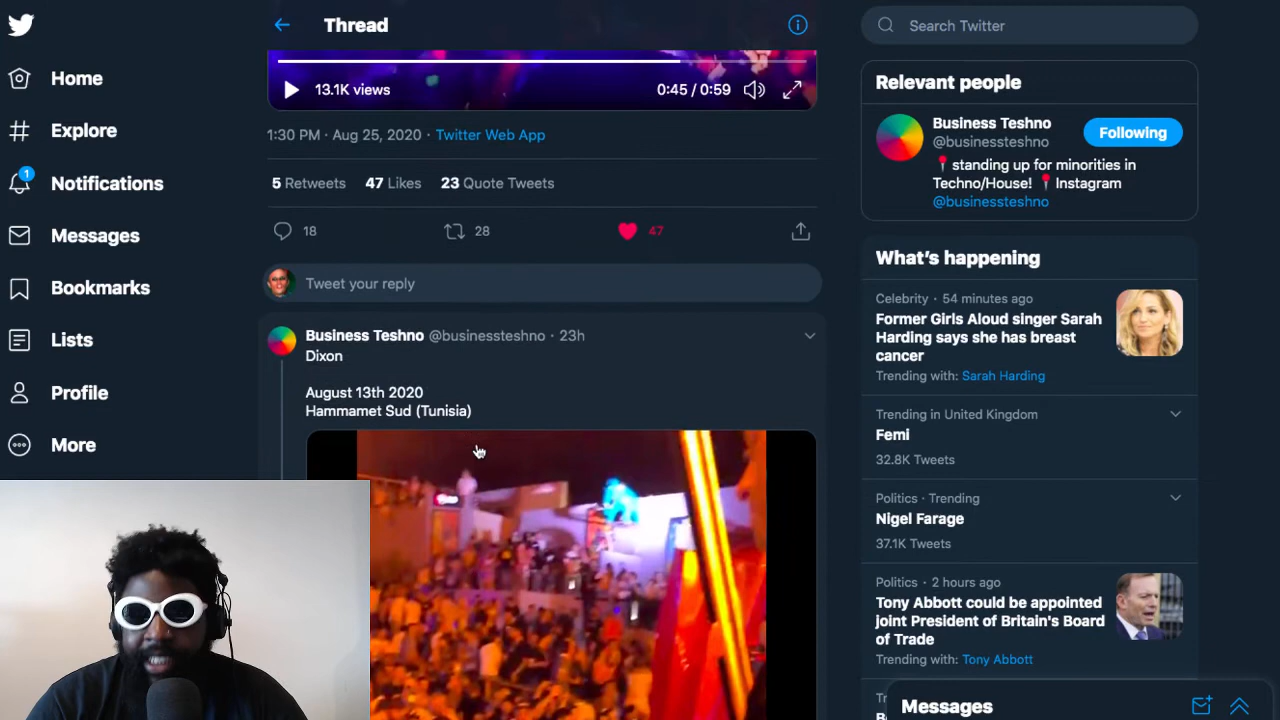 Thread
Search Twitter
Home
Explore
1
Notifications
Messages
Bookmarks
Lists
Profile
More
13.1K views
0:45 / 0:59
1:30 PM · Aug 25, 2020 · Twitter Web App
5 Retweets 47 Likes 23 Quote Tweets
18 28 47
Tweet your reply
Business Teshno @businessteshno · 23h
Dixon
August 13th 2020
Hammamet Sud (Tunisia)
Relevant people
Business Teshno
@businessteshno
Following
standing up for minorities in
Techno/House! Instagram
@businessteshno
What's happening
Celebrity · 54 minutes ago
Former Girls Aloud singer Sarah
Harding says she has breast
cancer
Trending with: Sarah Harding
Trending in United Kingdom
Femi
32.8K Tweets
Politics · Trending
Nigel Farage
37.1K Tweets
Politics · 2 hours ago
Tony Abbott could be appointed
joint President of Britain's Board
of Trade
Trending with: Tony Abbott
Messages